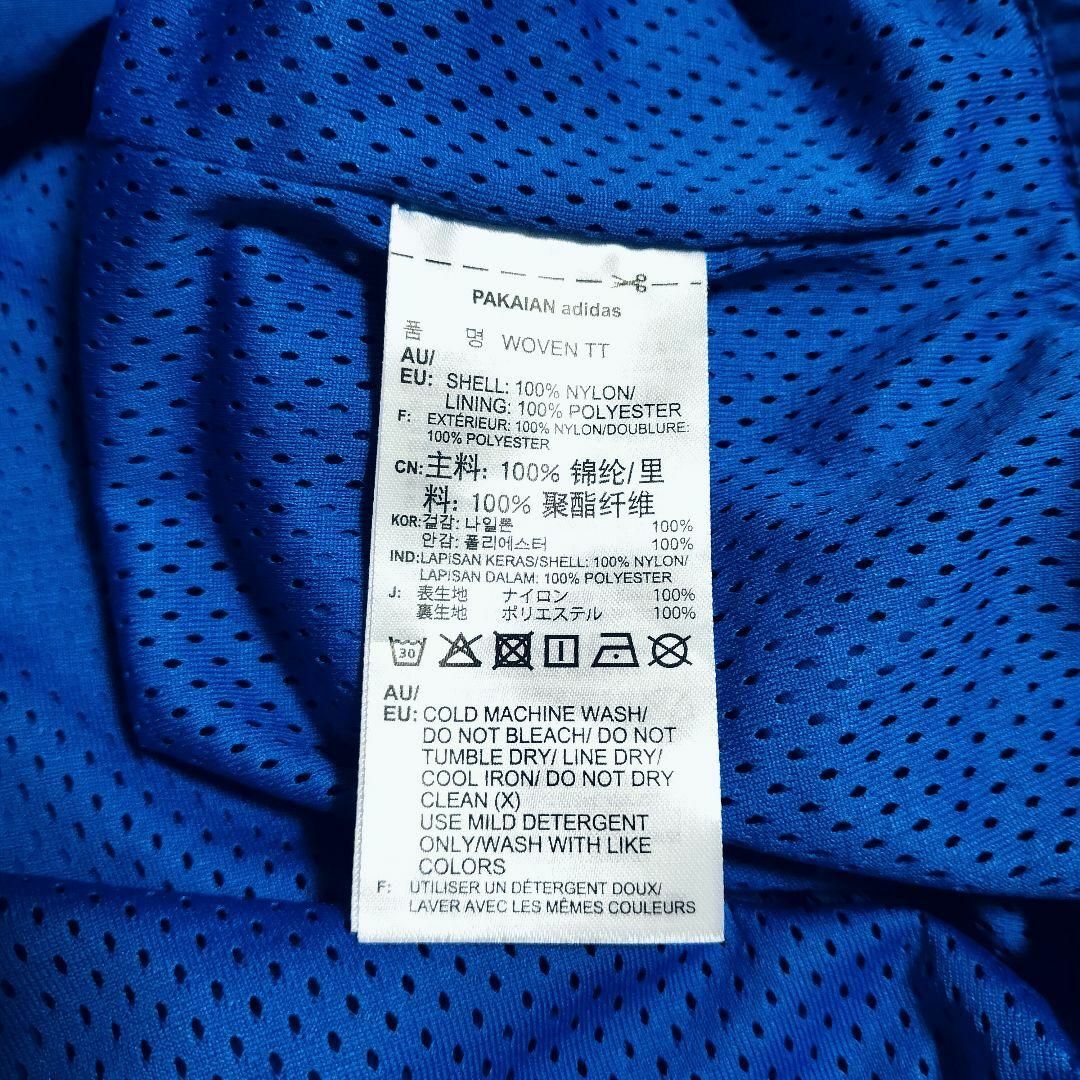 PAKAIAN adidas
품 명 WOVEN TT
AU/
EU: SHELL: 100% NYLON/
LINING: 100% POLYESTER
F: EXTÉRIEUR: 100% NYLON/DOUBLURE:
100% POLYESTER
CN:主料: 100% 锦纶/里
料: 100% 聚酯纤维
KOR:겉감: 나일론 100%
안감: 폴리에스터 100%
IND:LAPISAN KERAS/SHELL: 100% NYLON/
LAPISAN DALAM: 100% POLYESTER
J: 表生地 ナイロン 100%
裏生地 ポリエステル 100%
30
AU/
EU: COLD MACHINE WASH/
DO NOT BLEACH/ DO NOT
TUMBLE DRY/ LINE DRY/
COOL IRON/ DO NOT DRY
CLEAN (X)
USE MILD DETERGENT
ONLY/WASH WITH LIKE
COLORS
F: UTILISER UN DÉTERGENT DOUX/
LAVER AVEC LES MÊMES COULEURS